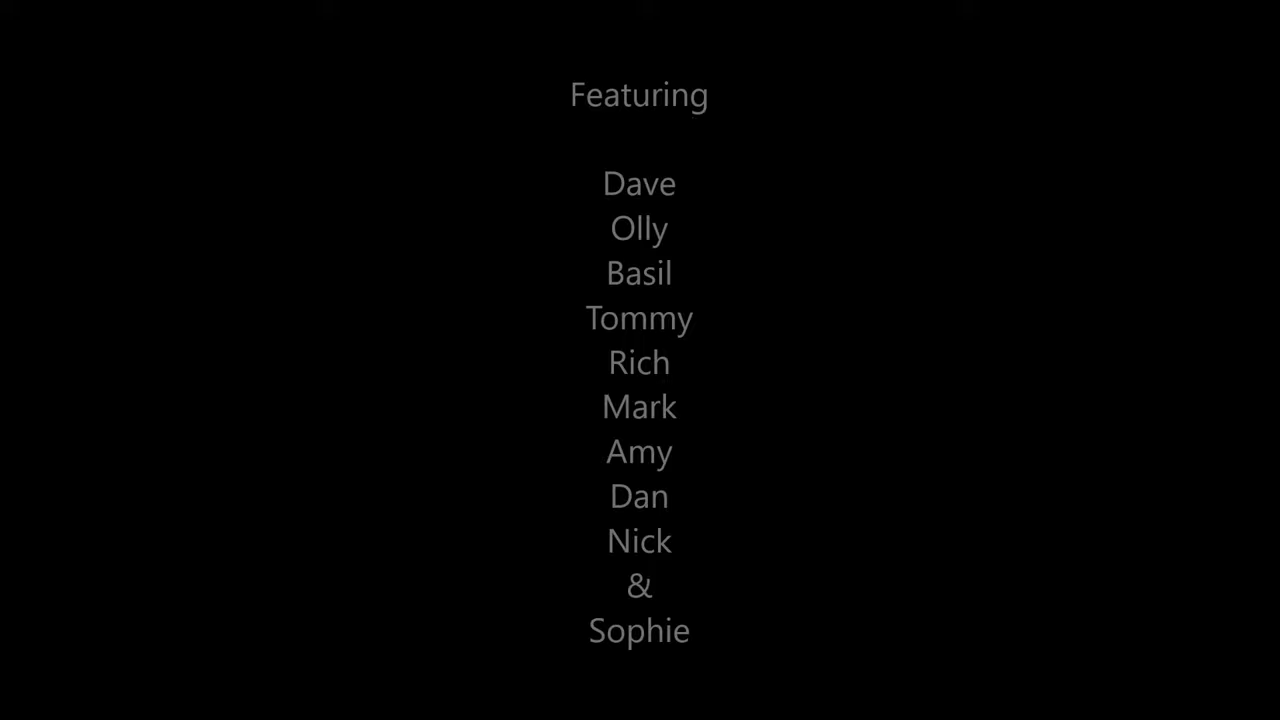 Featuring
Dave
Olly
Basil
Tommy
Rich
Mark
Amy
Dan
Nick
&
Sophie